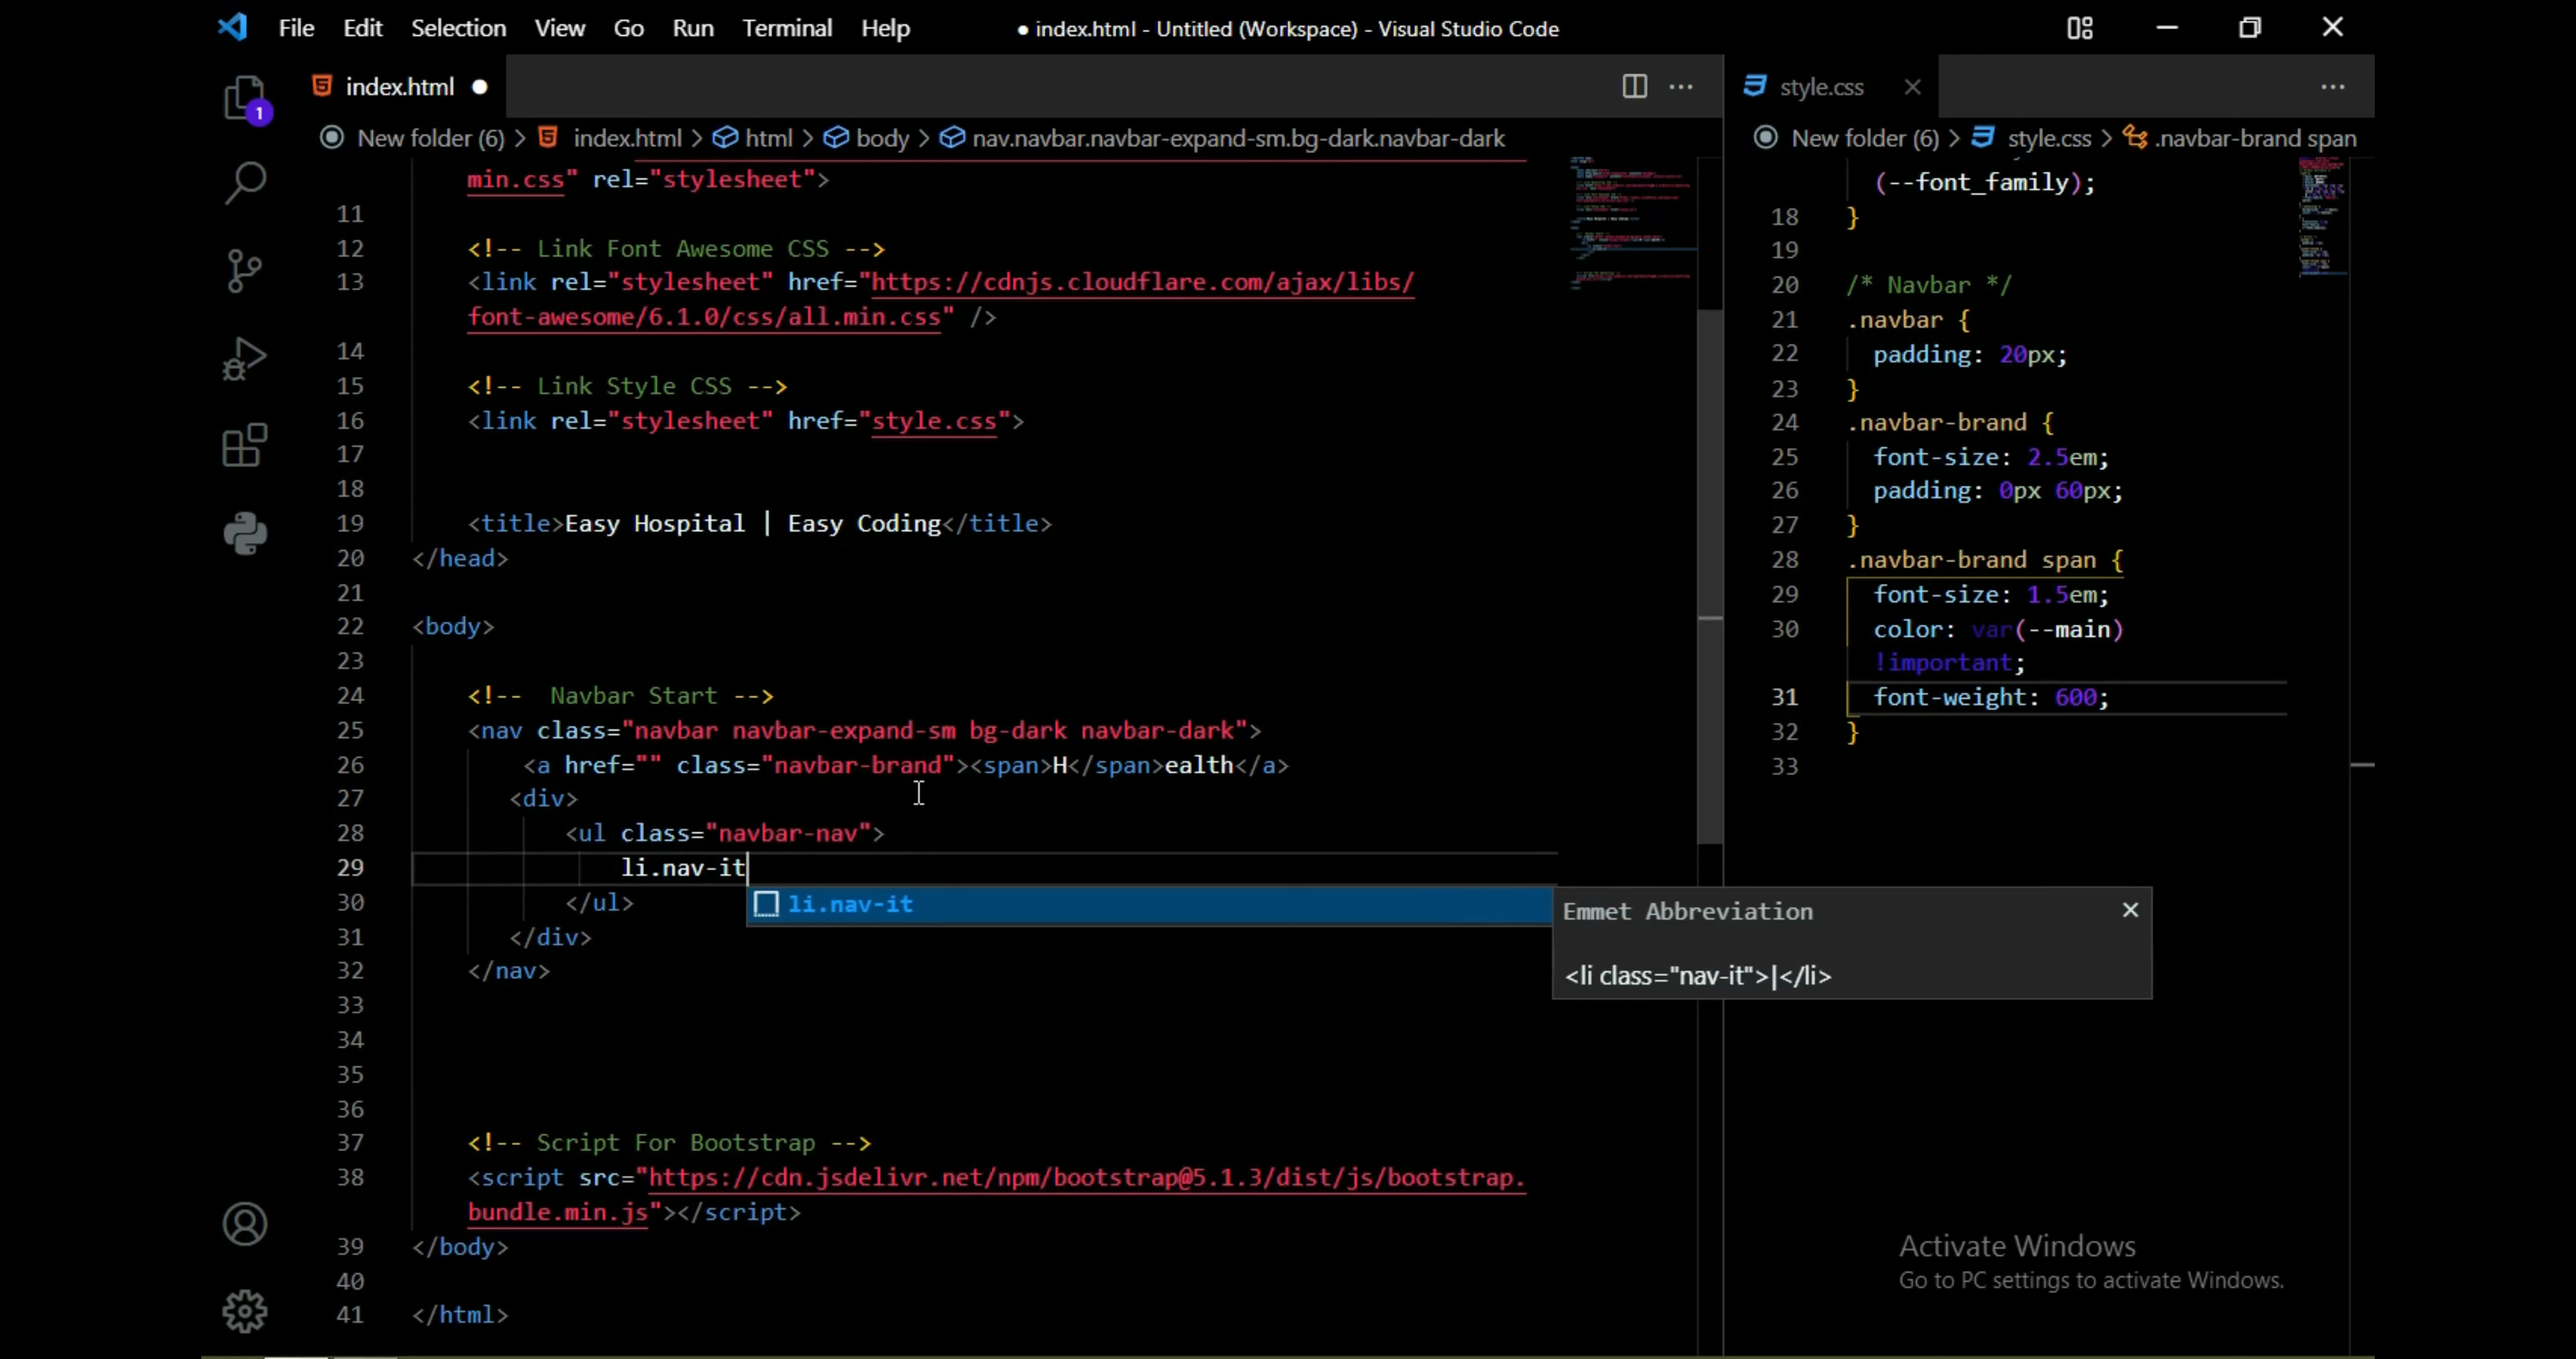 File Edit Selection View Go Run Terminal Help ● index.html - Untitled (Workspace) - Visual Studio Code
index.html ●
New folder (6) > index.html > html > body > nav.navbar.navbar-expand-sm.bg-dark.navbar-dark
1
min.css" rel="stylesheet">
11
12 <!-- Link Font Awesome CSS -->
13 <link rel="stylesheet" href="https://cdnjs.cloudflare.com/ajax/libs/
font-awesome/6.1.0/css/all.min.css" />
14
15 <!-- Link Style CSS -->
16 <link rel="stylesheet" href="style.css">
17
18
19 <title>Easy Hospital | Easy Coding</title>
20 </head>
21
22 <body>
23
24 <!--  Navbar Start -->
25 <nav class="navbar navbar-expand-sm bg-dark navbar-dark">
26 <a href="" class="navbar-brand"><span>H</span>ealth</a>
27 <div>
28 <ul class="navbar-nav">
29 li.nav-it
30 </ul>
31 </div>
32 </nav>
33
34
35
36
37 <!-- Script For Bootstrap -->
38 <script src="https://cdn.jsdelivr.net/npm/bootstrap@5.1.3/dist/js/bootstrap.
bundle.min.js"></script>
39 </body>
40
41 </html>
li.nav-it
Emmet Abbreviation
<li class="nav-it">|</li>
style.css
New folder (6) > style.css > .navbar-brand span
(--font_family);
18 }
19
20 /* Navbar */
21 .navbar {
22 padding: 20px;
23 }
24 .navbar-brand {
25 font-size: 2.5em;
26 padding: 0px 60px;
27 }
28 .navbar-brand span {
29 font-size: 1.5em;
30 color: var(--main)
!important;
31 font-weight: 600;
32 }
33
Activate Windows
Go to PC settings to activate Windows.